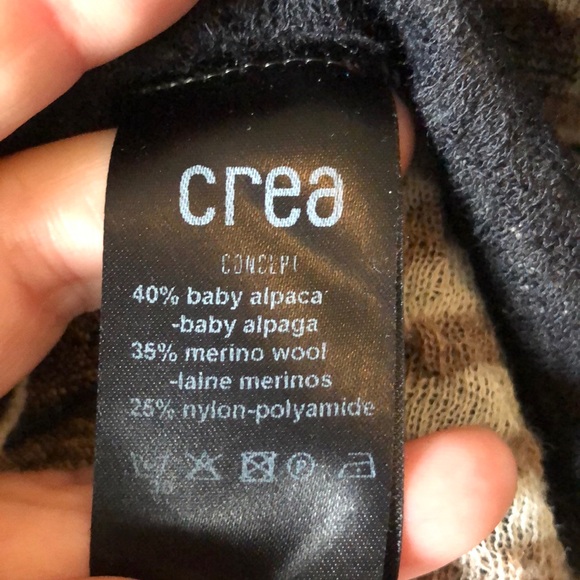 crea
CONCEPT
40% baby alpaca
-baby alpaga
35% merino wool
-laine merinos
25% nylon-polyamide
P